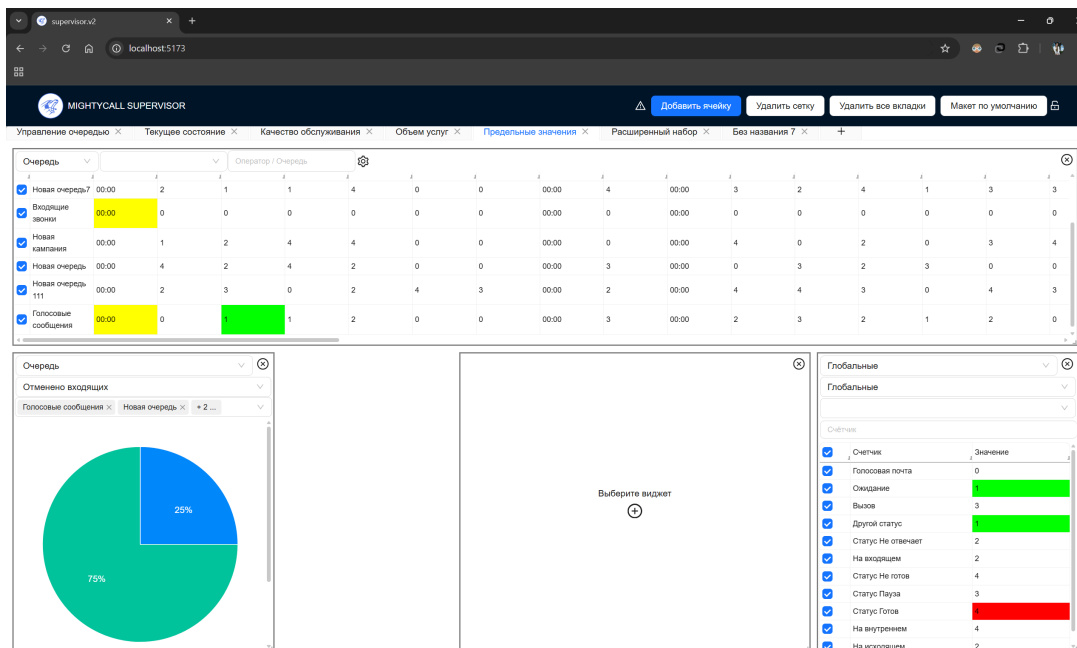 supervisor.v2
localhost:5173
MIGHTYCALL SUPERVISOR
Добавить ячейку Удалить сетку Удалить все вкладки Макет по умолчанию
Управление очередью Текущее состояние Качество обслуживания Объем услуг Предельные значения Расширенный набор Без названия 7 +
Очередь Оператор / Очередь
Новая очередь7 00:00 2 1 1 4 0 0 00:00 4 00:00 3 2 4 1 3 3
Входящие звонки 00:00 0 0 0 0 0 0 00:00 0 00:00 0 0 0 0 0 0
Новая кампания 00:00 1 2 4 4 0 0 00:00 0 00:00 4 0 2 0 3 4
Новая очередь 00:00 4 2 4 2 0 0 00:00 3 00:00 0 3 2 3 0 0
Новая очередь 111 00:00 2 3 0 2 4 3 00:00 2 00:00 4 4 3 0 4 3
Голосовые сообщения 00:00 0 1 1 2 0 0 00:00 3 00:00 2 3 2 1 2 0
Очередь
Отменено входящих
Голосовые сообщения Новая очередь + 2 ...
25%
75%
Выберите виджет
Глобальные
Глобальные
Счётчик
Счетчик Значение
Голосовая почта 0
Ожидание 1
Вызов 3
Другой статус 1
Статус Не отвечает 2
На входящем 2
Статус Не готов 4
Статус Пауза 3
Статус Готов 4
На внутреннем 4
На исходящем 2